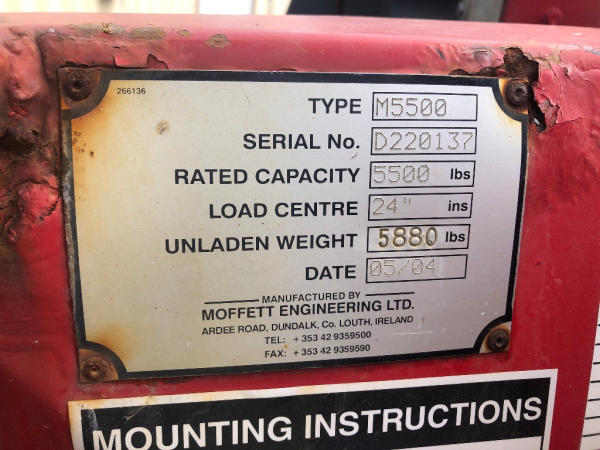 266136
TYPE M5500
SERIAL No. D220137
RATED CAPACITY 5500 lbs
LOAD CENTRE 24" ins
UNLADEN WEIGHT 5880 lbs
DATE 05/04
MANUFACTURED BY
MOFFETT ENGINEERING LTD.
ARDEE ROAD, DUNDALK, Co. LOUTH, IRELAND
TEL: + 353 42 9359500
FAX: + 353 42 9359590
MOUNTING INSTRUCTIONS